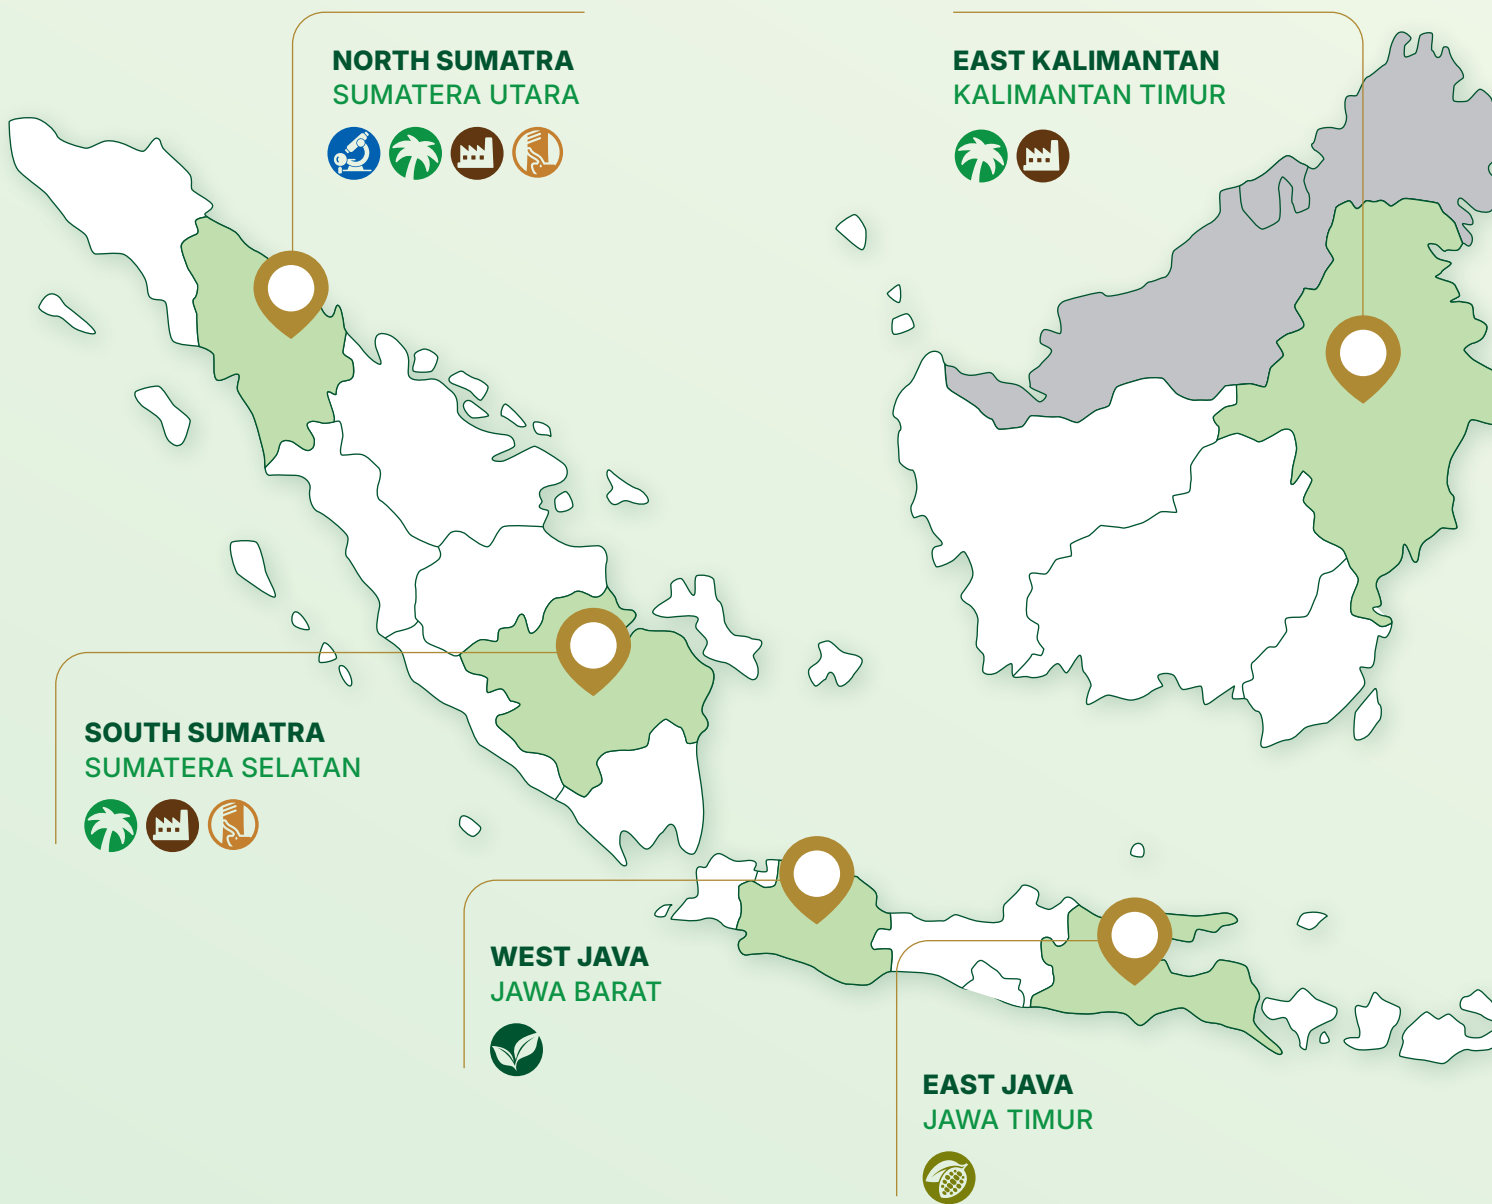 NORTH SUMATRA
SUMATERA UTARA
EAST KALIMANTAN
KALIMANTAN TIMUR
SOUTH SUMATRA
SUMATERA SELATAN
WEST JAVA
JAWA BARAT
EAST JAVA
JAWA TIMUR